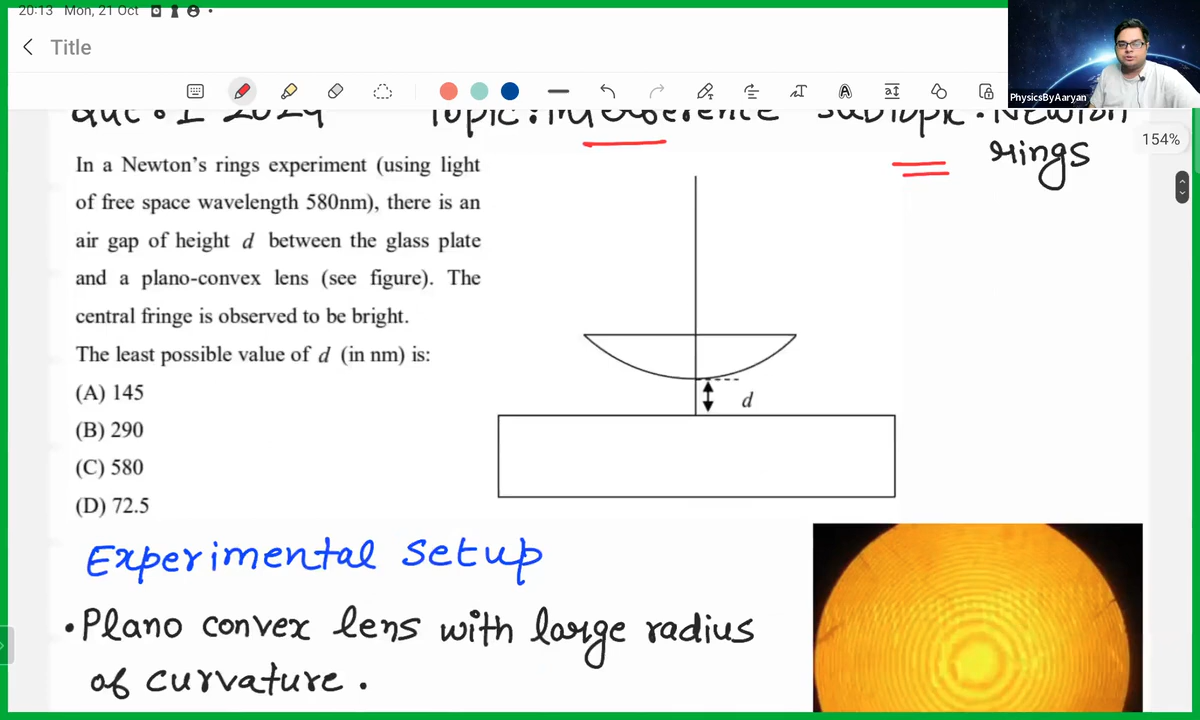 20:13 Mon, 21 Oct
Title
PhysicsByAaryan
154%
Topic : Interference Subtopic : Newton
rings
In a Newton's rings experiment (using light
of free space wavelength 580nm), there is an
air gap of height d between the glass plate
and a plano-convex lens (see figure). The
central fringe is observed to be bright.
The least possible value of d (in nm) is:
(A) 145
(B) 290
(C) 580
(D) 72.5
d
Experimental setup
• Plano convex lens with large radius
of curvature .